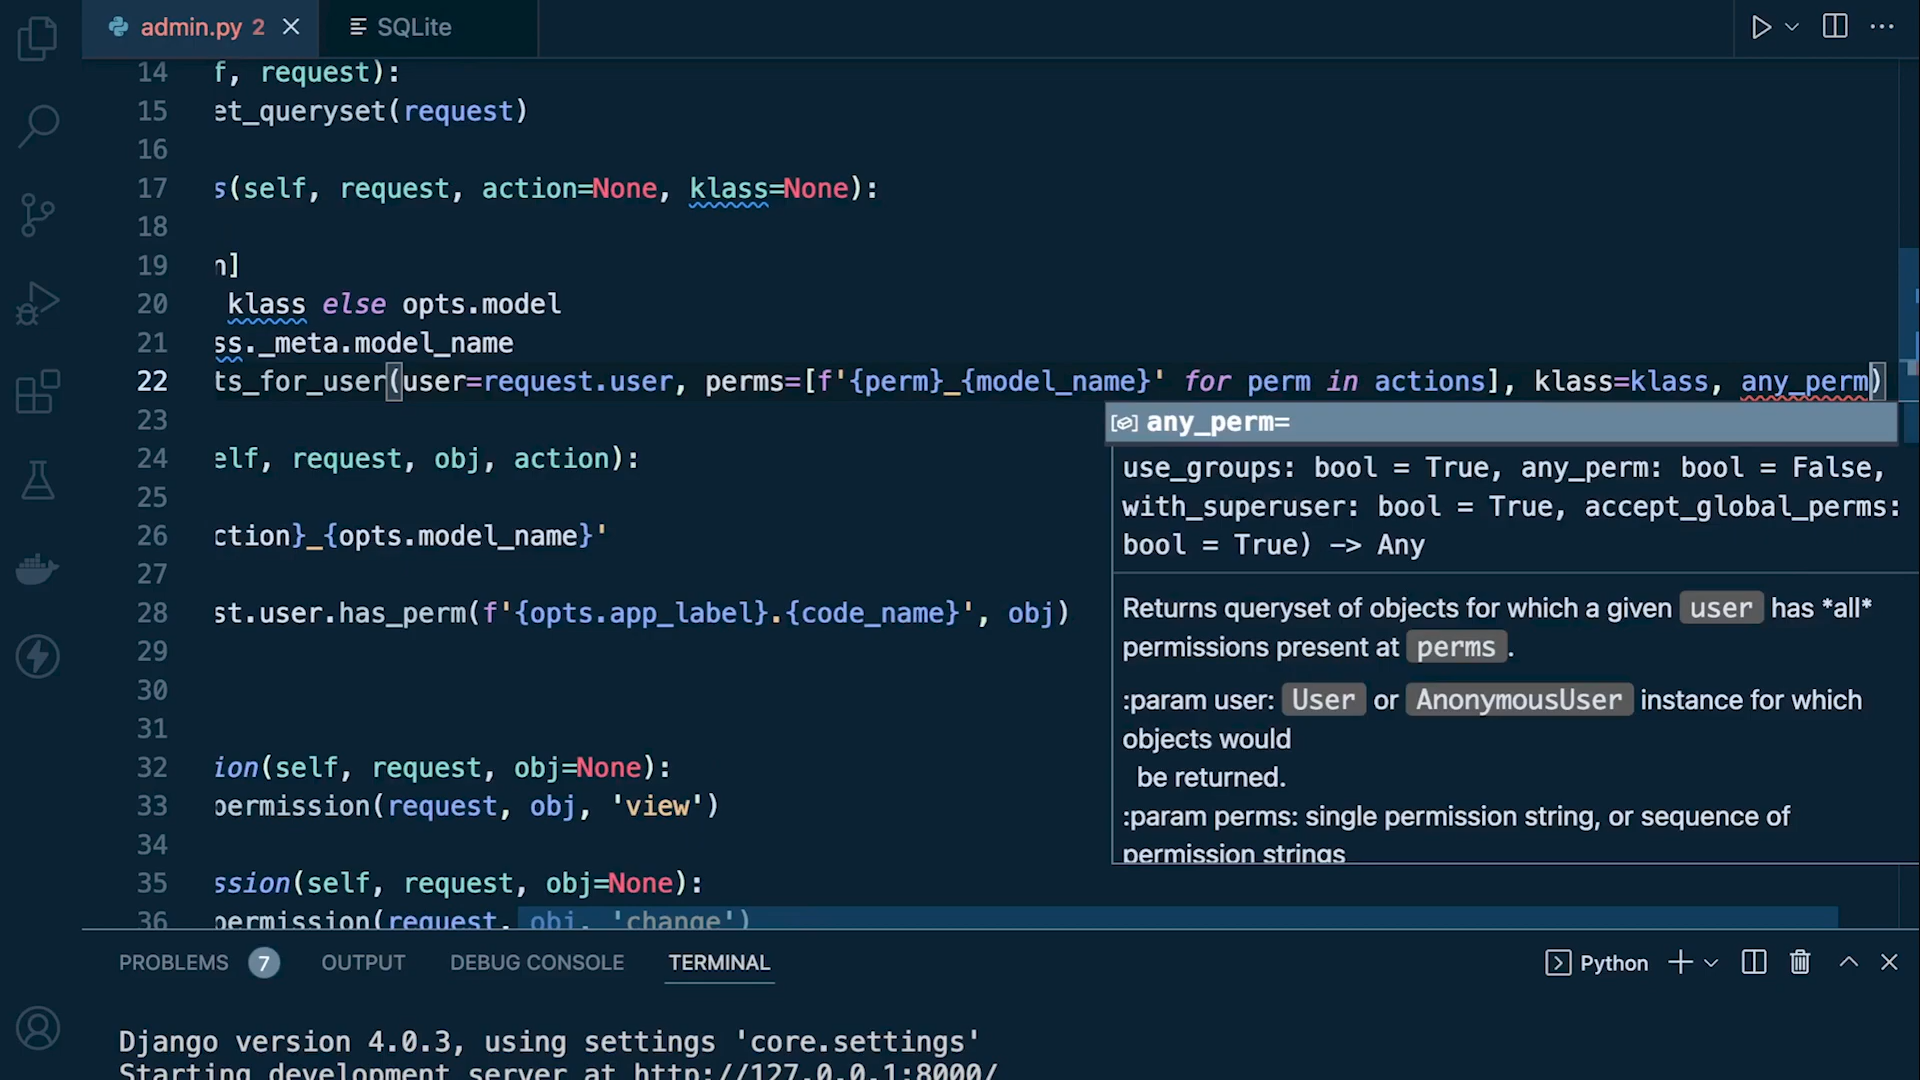 admin.py 2
SQLite
14 f, request):
15 et_queryset(request)
16
17 s(self, request, action=None, klass=None):
18
19 n]
20 klass else opts.model
21 ss._meta.model_name
22 ts_for_user(user=request.user, perms=[f'{perm}_{model_name}' for perm in actions], klass=klass, any_perm)
23
any_perm=
24 elf, request, obj, action):
25
26 ction}_{opts.model_name}'
27
28 st.user.has_perm(f'{opts.app_label}.{code_name}', obj)
29
30
31
32 ion(self, request, obj=None):
33 permission(request, obj, 'view')
34
35 ssion(self, request, obj=None):
36 permission(request, obj, 'change')
use_groups: bool = True, any_perm: bool = False,
with_superuser: bool = True, accept_global_perms:
bool = True) -> Any
Returns queryset of objects for which a given user has *all*
permissions present at perms.
:param user: User or AnonymousUser instance for which
objects would
be returned.
:param perms: single permission string, or sequence of
permission strings
PROBLEMS 7 OUTPUT DEBUG CONSOLE TERMINAL
Python
Django version 4.0.3, using settings 'core.settings'
Starting development server at http://127.0.0.1:8000/